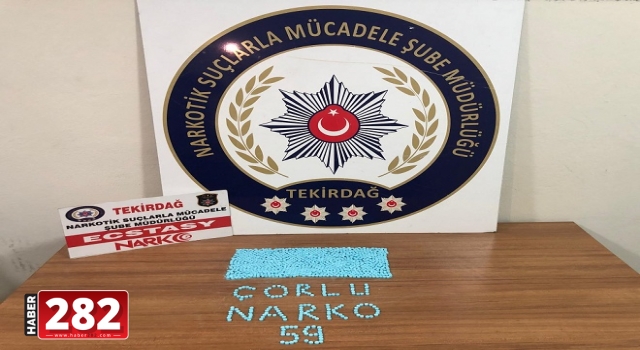 NARKOTİK SUÇLARLA MÜCADELE ŞUBE MÜDÜRLÜĞÜ
TEKİRDAĞ
TEKİRDAĞ
NARKOTİK SUÇLARLA MÜCADELE
ŞUBE MÜDÜRLÜĞÜ
ECSTASY
NARKO
ÇORLU
NARKO
59
HABER
282